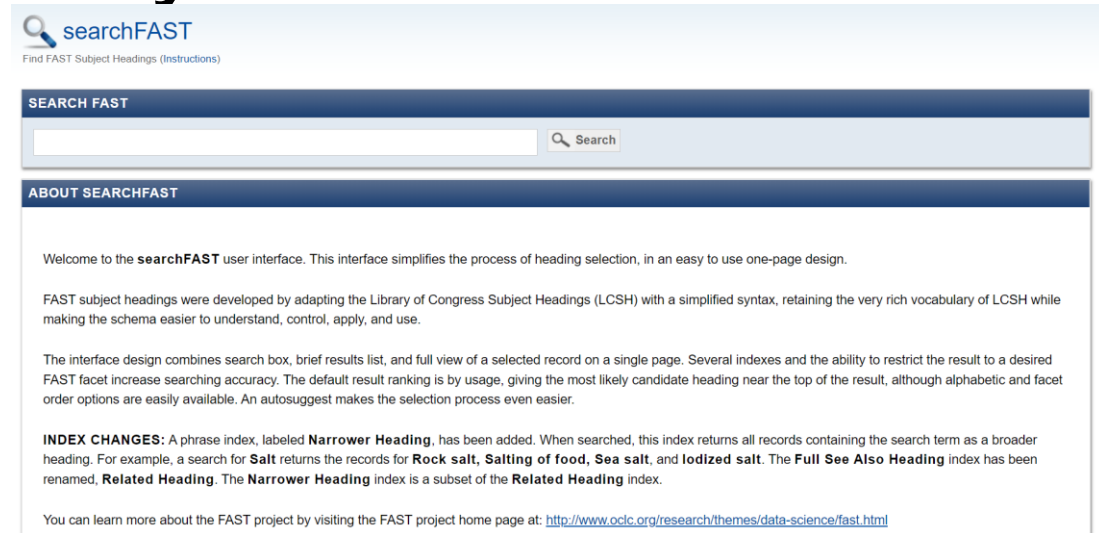 searchFAST
Find FAST Subject Headings (Instructions)
SEARCH FAST
Search
ABOUT SEARCHFAST
Welcome to the searchFAST user interface. This interface simplifies the process of heading selection, in an easy to use one-page design.
FAST subject headings were developed by adapting the Library of Congress Subject Headings (LCSH) with a simplified syntax, retaining the very rich vocabulary of LCSH while
making the schema easier to understand, control, apply, and use.
The interface design combines search box, brief results list, and full view of a selected record on a single page. Several indexes and the ability to restrict the result to a desired
FAST facet increase searching accuracy. The default result ranking is by usage, giving the most likely candidate heading near the top of the result, although alphabetic and facet
order options are easily available. An autosuggest makes the selection process even easier.
INDEX CHANGES: A phrase index, labeled Narrower Heading, has been added. When searched, this index returns all records containing the search term as a broader
heading. For example, a search for Salt returns the records for Rock salt, Salting of food, Sea salt, and Iodized salt. The Full See Also Heading index has been
renamed, Related Heading. The Narrower Heading index is a subset of the Related Heading index.
You can learn more about the FAST project by visiting the FAST project home page at: http://www.oclc.org/research/themes/data-science/fast.html